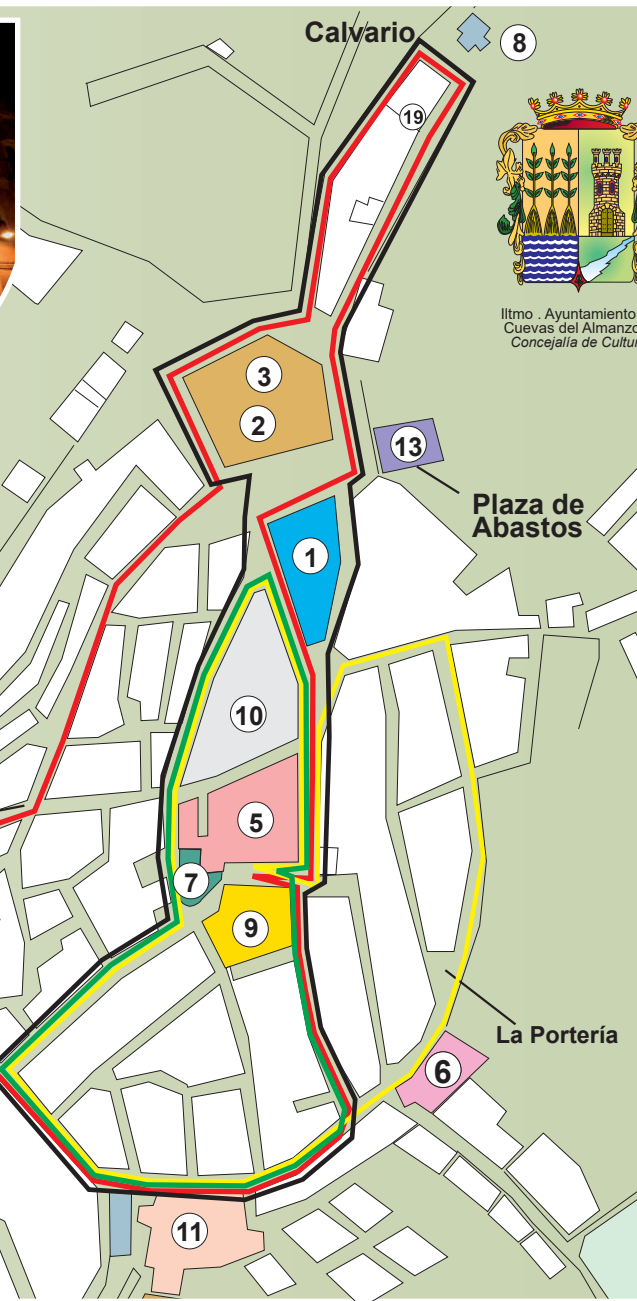 Calvario
8
19
Iltmo . Ayuntamiento
Cuevas del Almanzo
Concejalía de Cultur
3
2
13
Plaza de
Abastos
1
10
5
7
9
La Portería
6
11